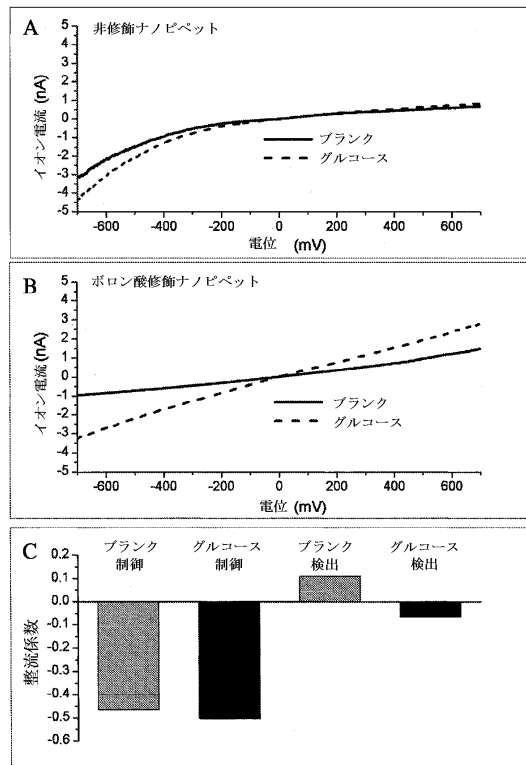 A 非修飾ナノピペット
5
4
3
2
1
0
-1
-2
-3
-4
-5
イオン電流 (nA)
ブランク
グルコース
-600 -400 -200 0 200 400 600
電位 (mV)
B ボロン酸修飾ナノピペット
5
4
3
2
1
0
-1
-2
-3
-4
-5
イオン電流 (nA)
ブランク
グルコース
-600 -400 -200 0 200 400 600
電位 (mV)
C
ブランク グルコース ブランク グルコース
制御 制御 検出 検出
0.2
0.1
0.0
-0.1
-0.2
-0.3
-0.4
-0.5
-0.6
整流係数